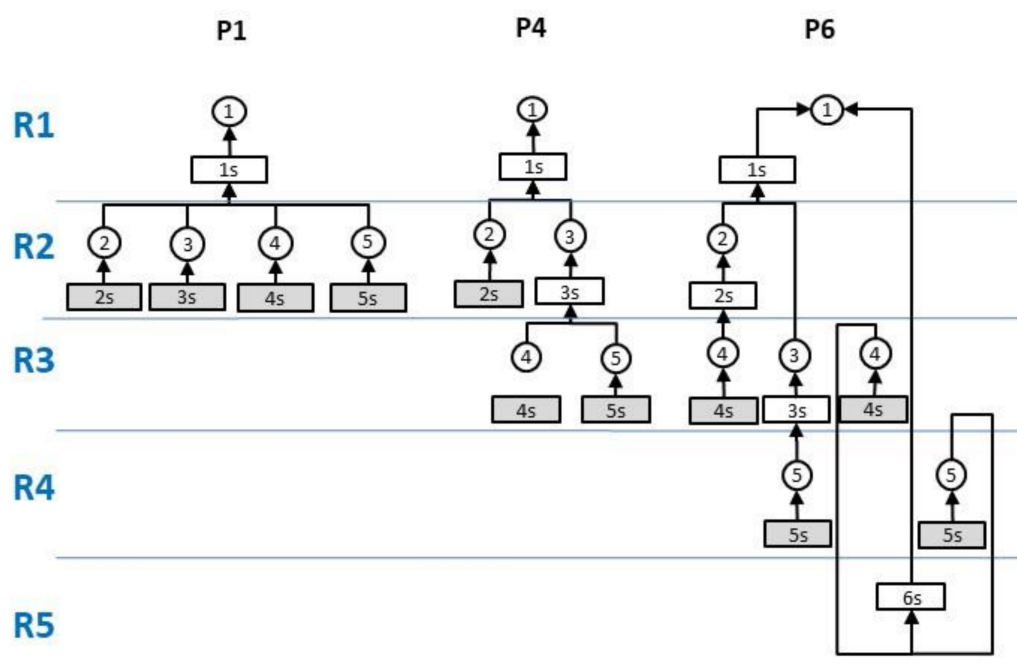 P1 P4 P6
R1 1 1 1
1s 1s 1s
R2 2 3 4 5 2 3 2
2s 3s 4s 5s 2s 3s 2s
R3 4 5 4 3 4
4s 5s 4s 3s 4s
R4 5 5
5s 5s
6s
R5